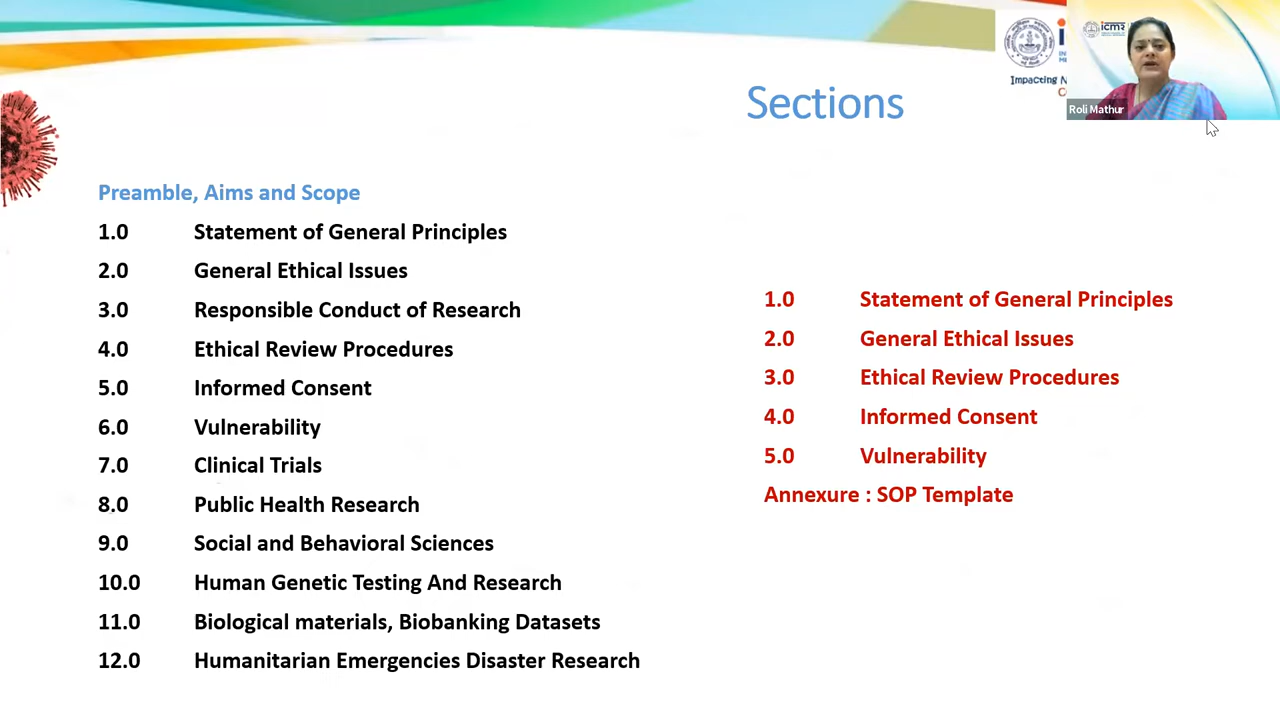 Sections
Roli Mathur
icmr
Impacting
Preamble, Aims and Scope
1.0 Statement of General Principles
2.0 General Ethical Issues
3.0 Responsible Conduct of Research
4.0 Ethical Review Procedures
5.0 Informed Consent
6.0 Vulnerability
7.0 Clinical Trials
8.0 Public Health Research
9.0 Social and Behavioral Sciences
10.0 Human Genetic Testing And Research
11.0 Biological materials, Biobanking Datasets
12.0 Humanitarian Emergencies Disaster Research
1.0 Statement of General Principles
2.0 General Ethical Issues
3.0 Ethical Review Procedures
4.0 Informed Consent
5.0 Vulnerability
Annexure : SOP Template